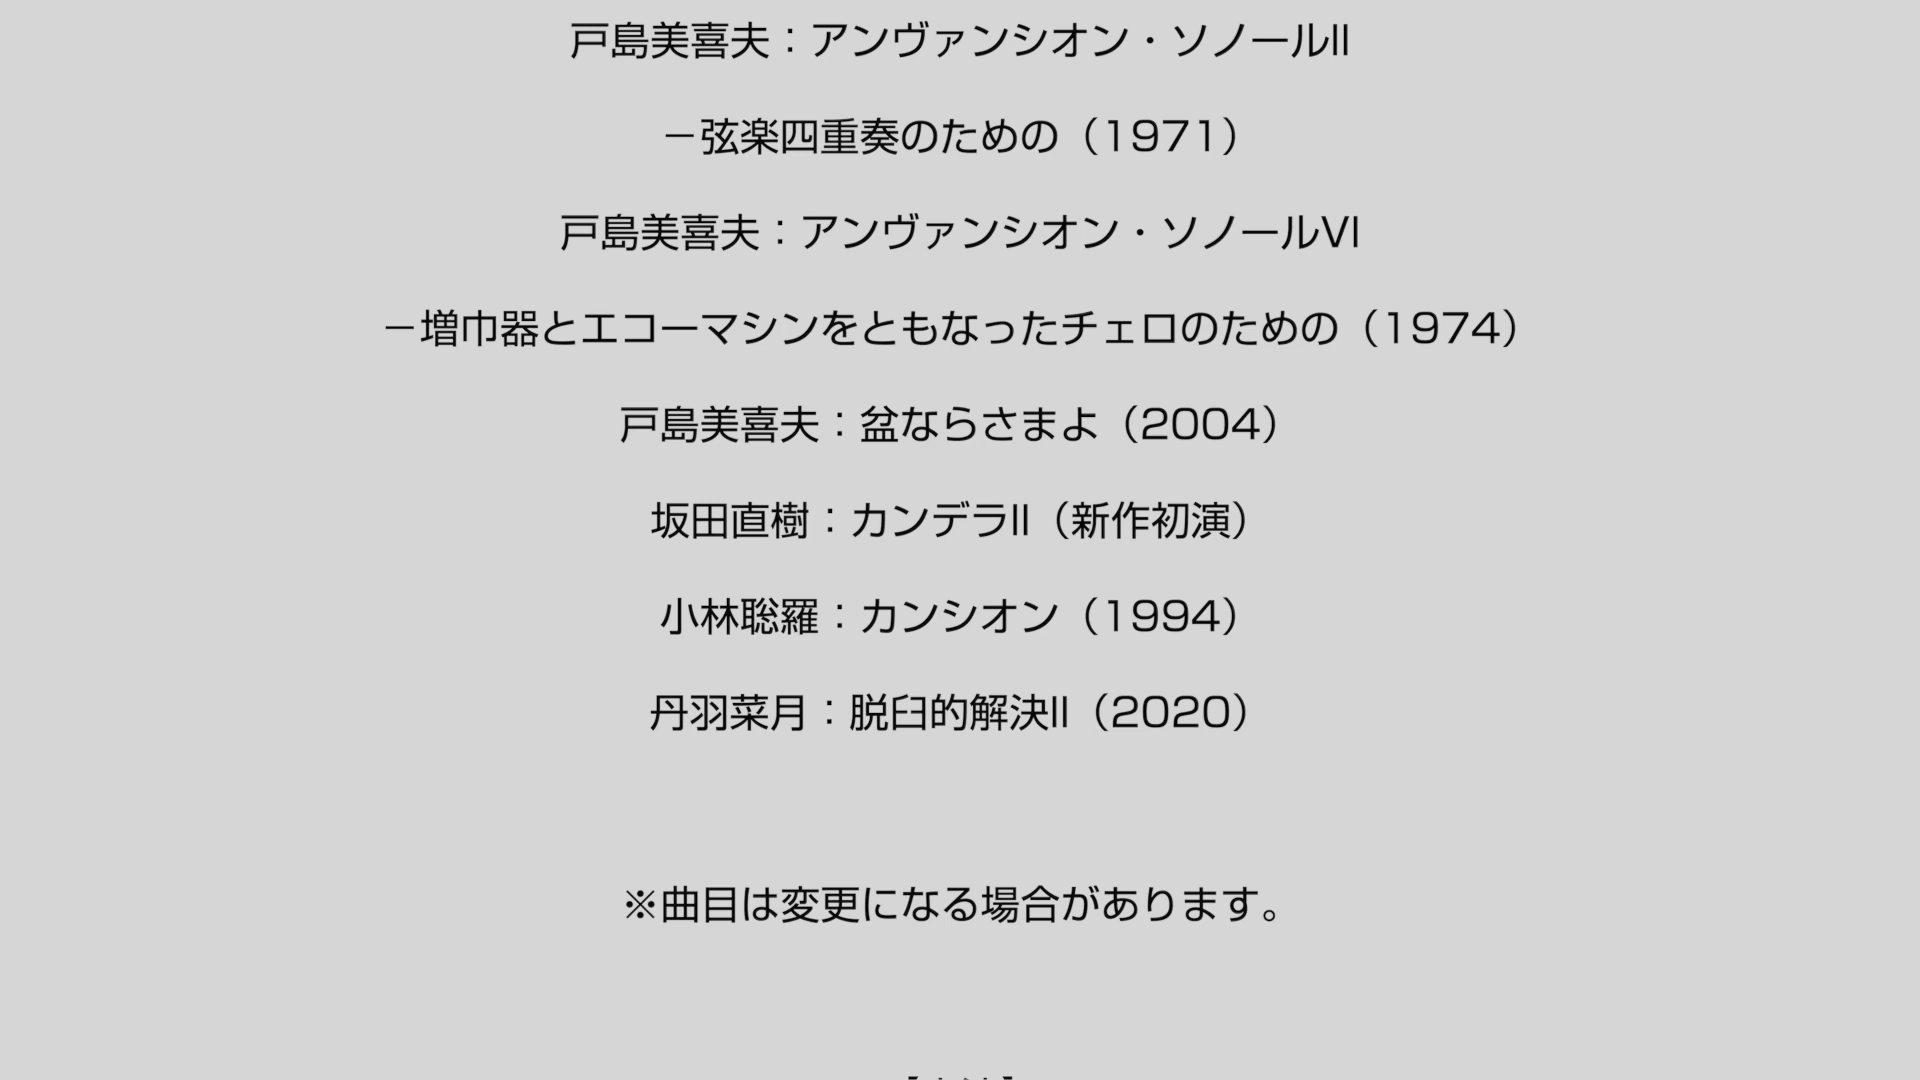 戸島美喜夫：アンヴァンシオン・ソノールII
－弦楽四重奏のための（1971）
戸島美喜夫：アンヴァンシオン・ソノールVI
－増巾器とエコーマシンをともなったチェロのための（1974）
戸島美喜夫：盆ならさまよ（2004）
坂田直樹：カンデラII（新作初演）
小林聡羅：カンシオン（1994）
丹羽菜月：脱臼的解決II（2020）
※曲目は変更になる場合があります。